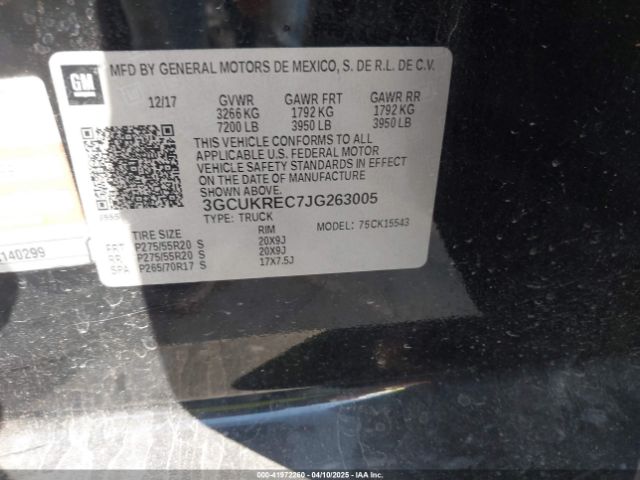 GM
MFD BY GENERAL MOTORS DE MEXICO, S. DE R.L. DE C.V.
12/17 GVWR GAWR FRT GAWR RR
3266 KG 1792 KG 1792 KG
7200 LB 3950 LB 3950 LB
THIS VEHICLE CONFORMS TO ALL
APPLICABLE U.S. FEDERAL MOTOR
VEHICLE SAFETY STANDARDS IN EFFECT
ON THE DATE OF MANUFACTURE
SHOWN ABOVE.
3GCUKREC7JG263005
TYPE: TRUCK MODEL: 75CK15543
TIRE SIZE RIM
FRT P275/55R20 S 20X9J
RR P275/55R20 S 20X9J
SPA P265/70R17 S 17X7.5J
140299
000-41972260 04/10/2025 COPART